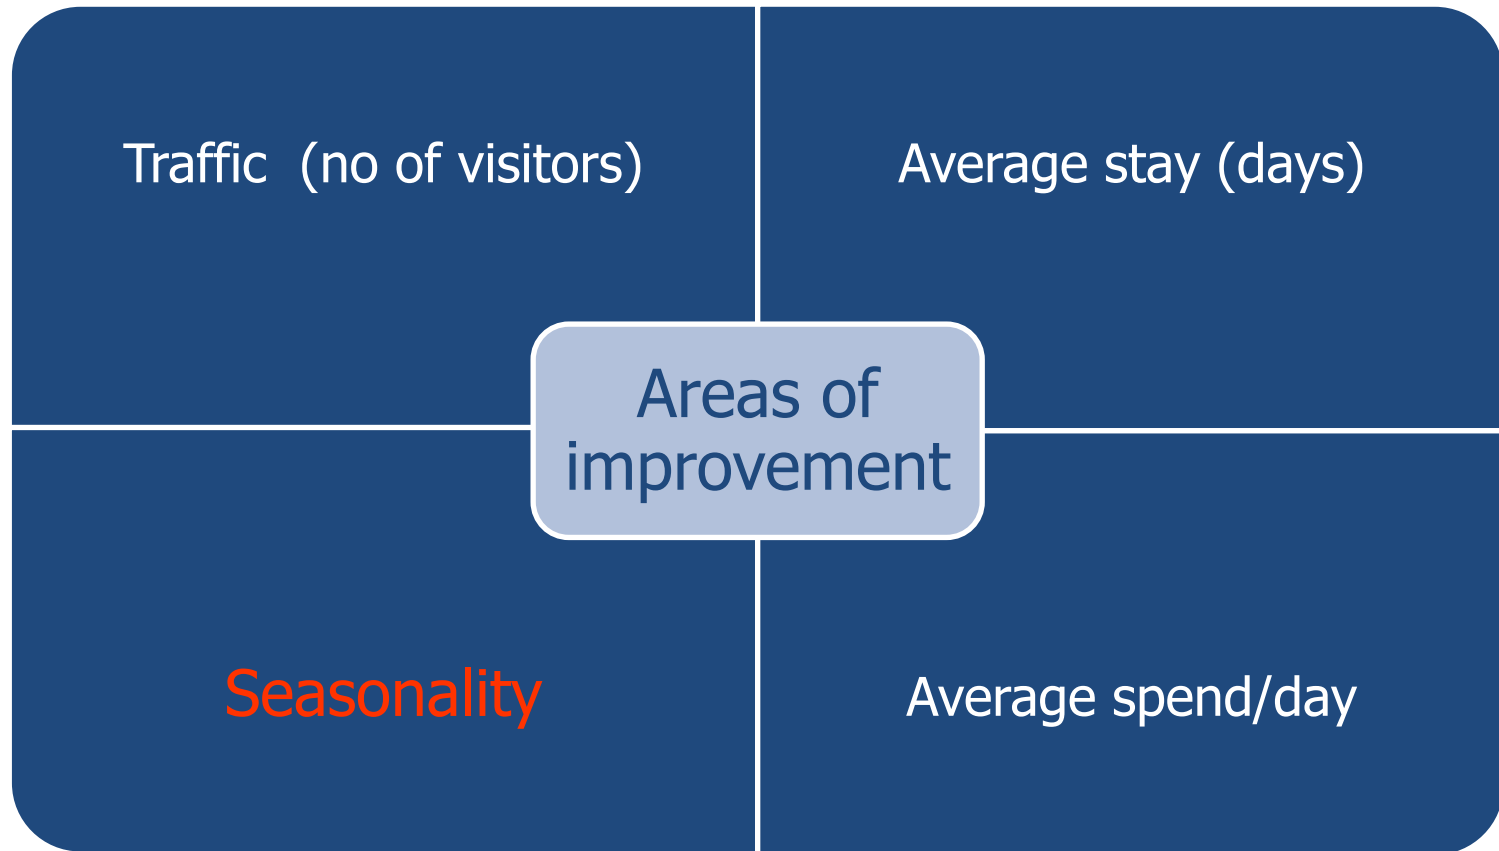 Traffic  (no of visitors)
Average stay (days)
Areas of
improvement
Seasonality
Average spend/day